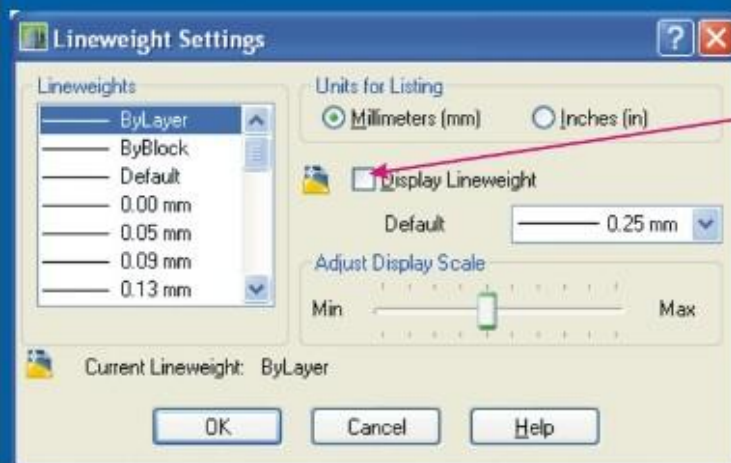 Lineweight Settings
Lineweights
ByLayer
ByBlock
Default
0.00 mm
0.05 mm
0.09 mm
0.13 mm
Units for Listing
Millimeters (mm) Inches (in)
Display Lineweight
Default 0.25 mm
Adjust Display Scale
Min Max
Current Lineweight: ByLayer
OK Cancel Help